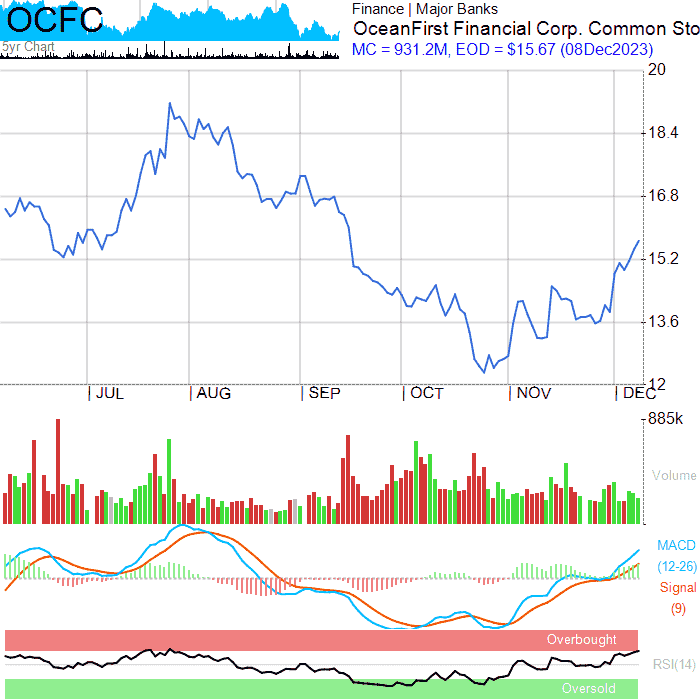 OCFC
5yr Chart
Finance | Major Banks
OceanFirst Financial Corp. Common Sto
MC = 931.2M, EOD = $15.67 (08Dec2023)
20
18.4
16.8
15.2
13.6
12
JUL AUG SEP OCT NOV DEC
885k
Volume
MACD
(12-26)
Signal
(9)
Overbought
RSI(14)
Oversold